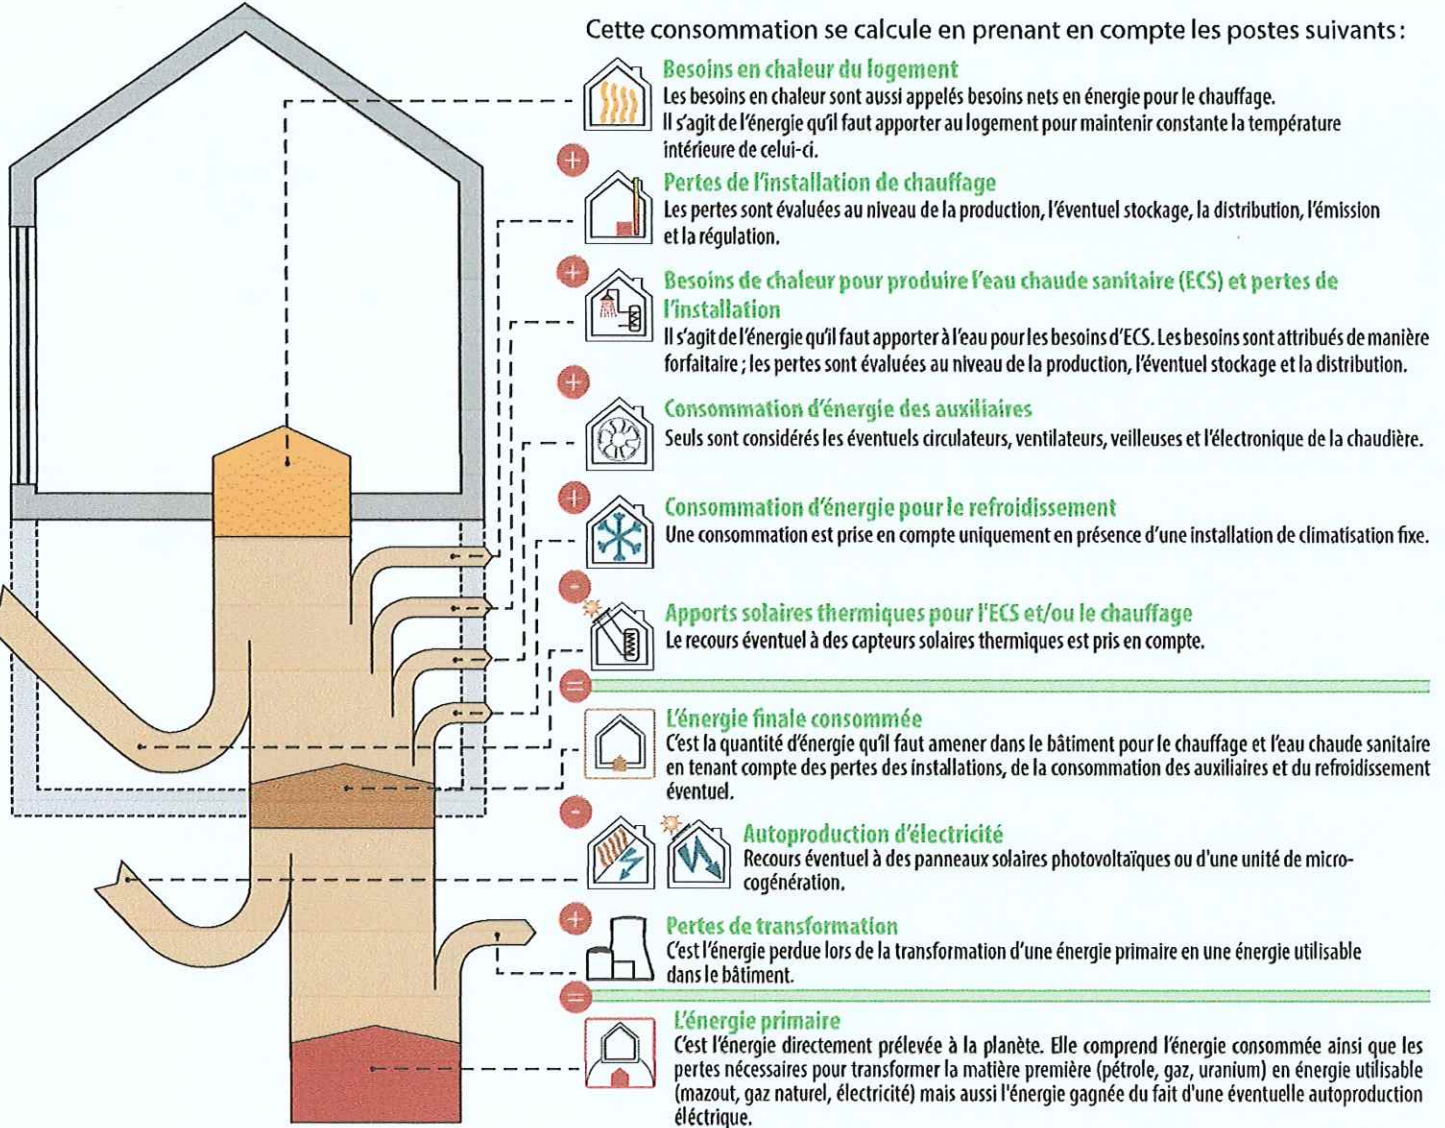 Cette consommation se calcule en prenant en compte les postes suivants :
Besoins en chaleur du logement
Les besoins en chaleur sont aussi appelés besoins nets en énergie pour le chauffage.
Il s'agit de l'énergie qu'il faut apporter au logement pour maintenir constante la température
intérieure de celui-ci.
+
Pertes de l'installation de chauffage
Les pertes sont évaluées au niveau de la production, l'éventuel stockage, la distribution, l'émission
et la régulation.
+
Besoins de chaleur pour produire l'eau chaude sanitaire (ECS) et pertes de
l'installation
Il s'agit de l'énergie qu'il faut apporter à l'eau pour les besoins d'ECS. Les besoins sont attribués de manière
forfaitaire ; les pertes sont évaluées au niveau de la production, l'éventuel stockage et la distribution.
+
Consommation d'énergie des auxiliaires
Seuls sont considérés les éventuels circulateurs, ventilateurs, veilleuses et l'électronique de la chaudière.
+
Consommation d'énergie pour le refroidissement
Une consommation est prise en compte uniquement en présence d'une installation de climatisation fixe.
-
Apports solaires thermiques pour l'ECS et/ou le chauffage
Le recours éventuel à des capteurs solaires thermiques est pris en compte.
=
L'énergie finale consommée
C'est la quantité d'énergie qu'il faut amener dans le bâtiment pour le chauffage et l'eau chaude sanitaire
en tenant compte des pertes des installations, de la consommation des auxiliaires et du refroidissement
éventuel.
-
Autoproduction d'électricité
Recours éventuel à des panneaux solaires photovoltaïques ou d'une unité de micro-
cogénération.
+
Pertes de transformation
C'est l'énergie perdue lors de la transformation d'une énergie primaire en une énergie utilisable
dans le bâtiment.
=
L'énergie primaire
C'est l'énergie directement prélevée à la planète. Elle comprend l'énergie consommée ainsi que les
pertes nécessaires pour transformer la matière première (pétrole, gaz, uranium) en énergie utilisable
(mazout, gaz naturel, électricité) mais aussi l'énergie gagnée du fait d'une éventuelle autoproduction
éléctrique.